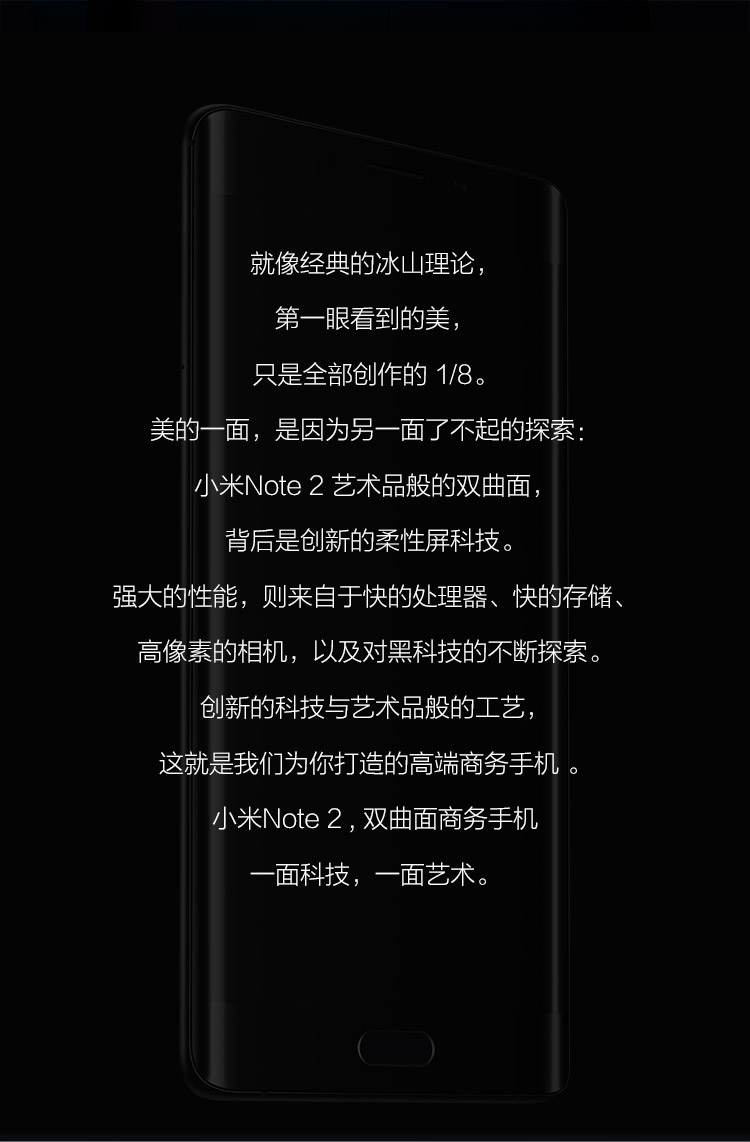 就像经典的冰山理论，
第一眼看到的美，
只是全部创作的 1/8。
美的一面，是因为另一面了不起的探索：
小米Note 2 艺术品般的双曲面，
背后是创新的柔性屏科技。
强大的性能，则来自于快的处理器、快的存储、
高像素的相机，以及对黑科技的不断探索。
创新的科技与艺术品般的工艺，
这就是我们为你打造的高端商务手机 。
小米Note 2 , 双曲面商务手机
一面科技，一面艺术。